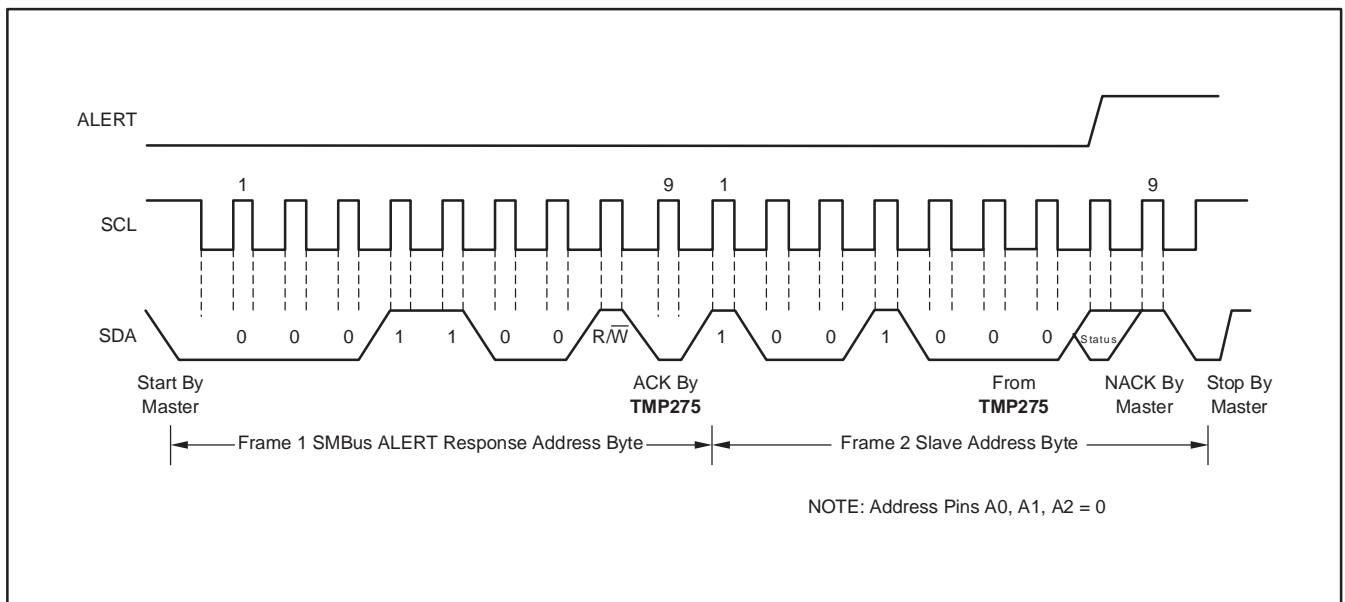 ALERT
1 9 1 9
SCL
SDA
0 0 0 1 1 0 0 R/W̅ 1 0 0 1 0 0 0 Status
Start By
Master
ACK By
TMP275
From
TMP275
NACK By
Master
Stop By
Master
Frame 1 SMBus ALERT Response Address Byte
Frame 2 Slave Address Byte
NOTE: Address Pins A0, A1, A2 = 0